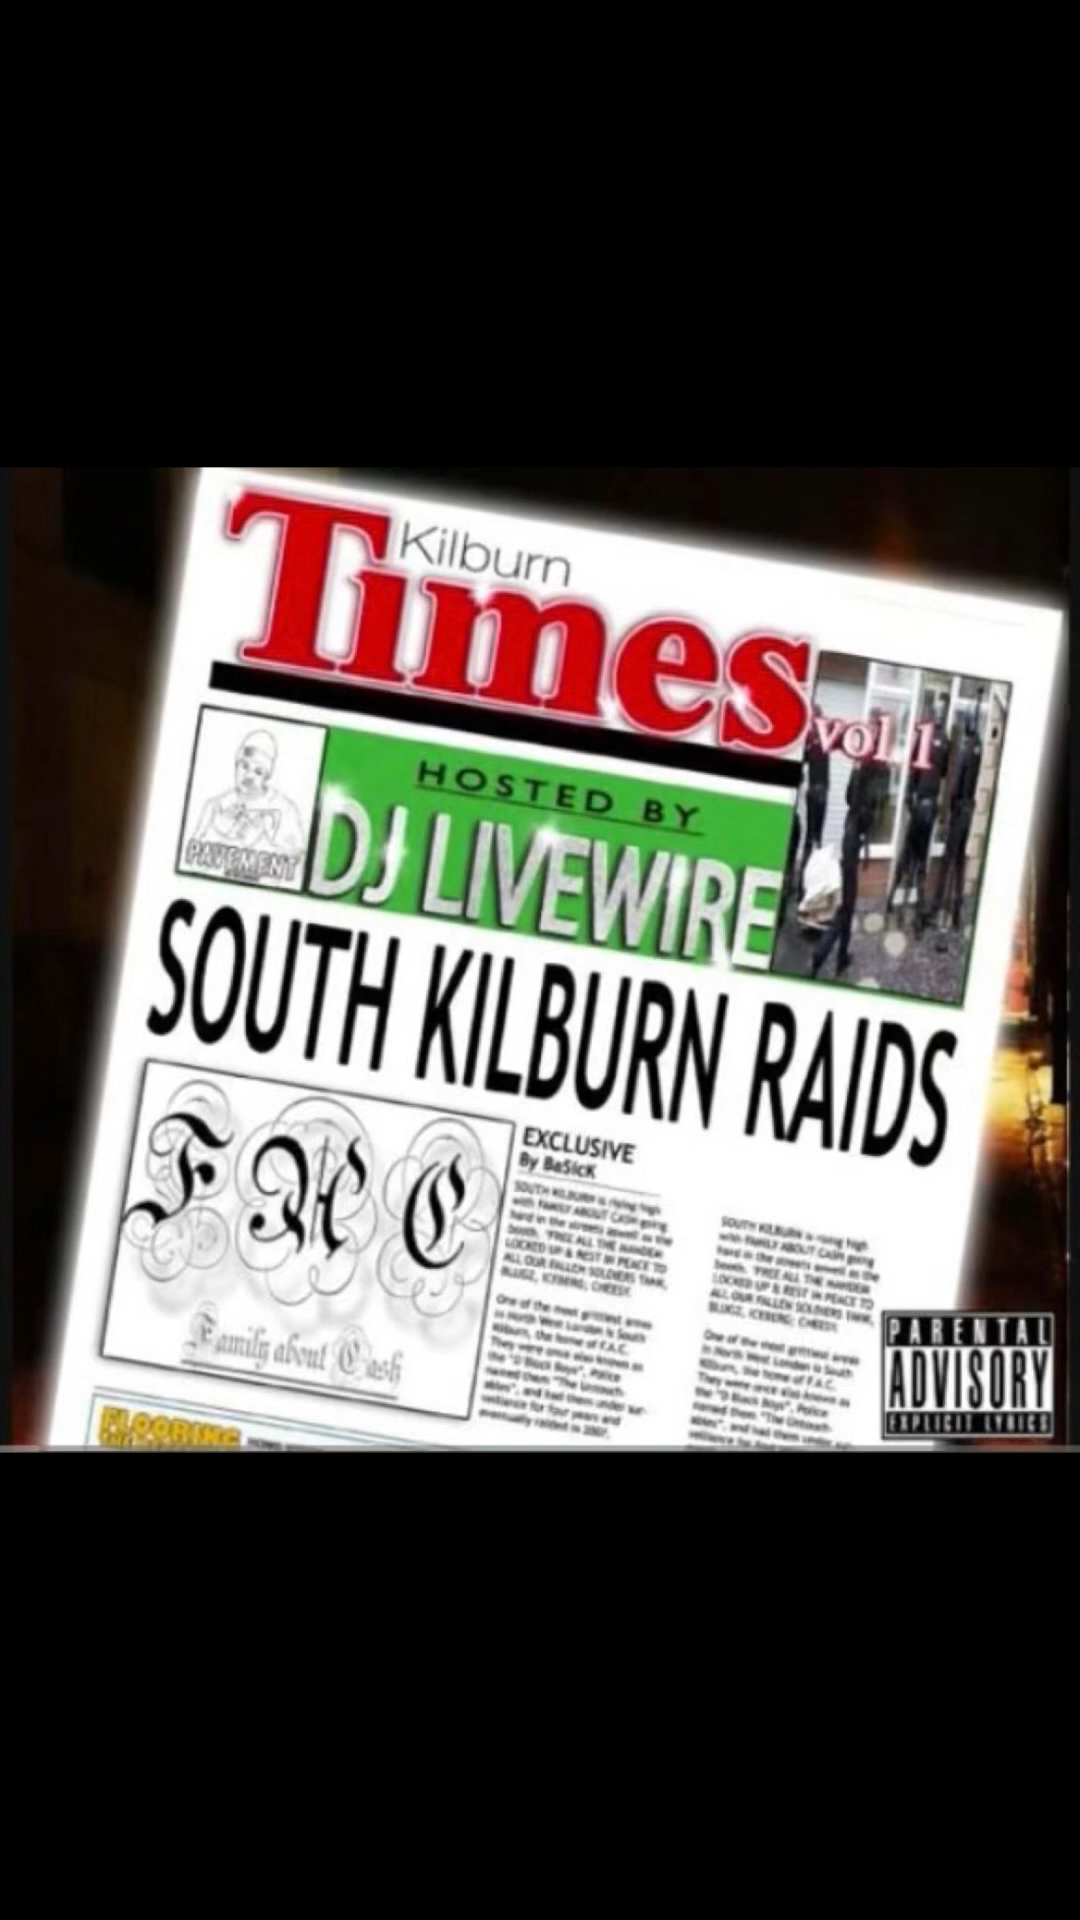 Kilburn
Times
vol 1
HOSTED BY
DJ LIVEWIRE
PAVEMENT
SOUTH KILBURN RAIDS
F A C
Family about Cash
EXCLUSIVE
By BaSicK
SOUTH KILBURN is rising high
with FAMILY ABOUT CASH going
hard in the streets aswell as the
booth. "FREE ALL THE MANDEM
LOCKED UP & REST IN PEACE TO
ALL OUR FALLEN SOLDIERS TANK,
BLUGZ, ICEBERG, CHEESY.
One of the most grittiest areas
in North West London is South
Kilburn, the home of F.A.C.
They were once also known as
the "D Block Boys", Police
named them "The Untouch-
ables", and had them under sur-
veillance for four years and
eventually raided in 2007.
SOUTH KILBURN is rising high
with FAMILY ABOUT CASH going
hard in the streets aswell as the
booth. "FREE ALL THE MANDEM
LOCKED UP & REST IN PEACE TO
ALL OUR FALLEN SOLDIERS TANK,
BLUGZ, ICEBERG, CHEESY.
One of the most grittiest areas
in North West London is South
Kilburn, the home of F.A.C.
They were once also known as
the "D Block Boys", Police
named them "The Untouch-
ables", and had them under sur-
FLOORING
PARENTAL
ADVISORY
EXPLICIT LYRICS